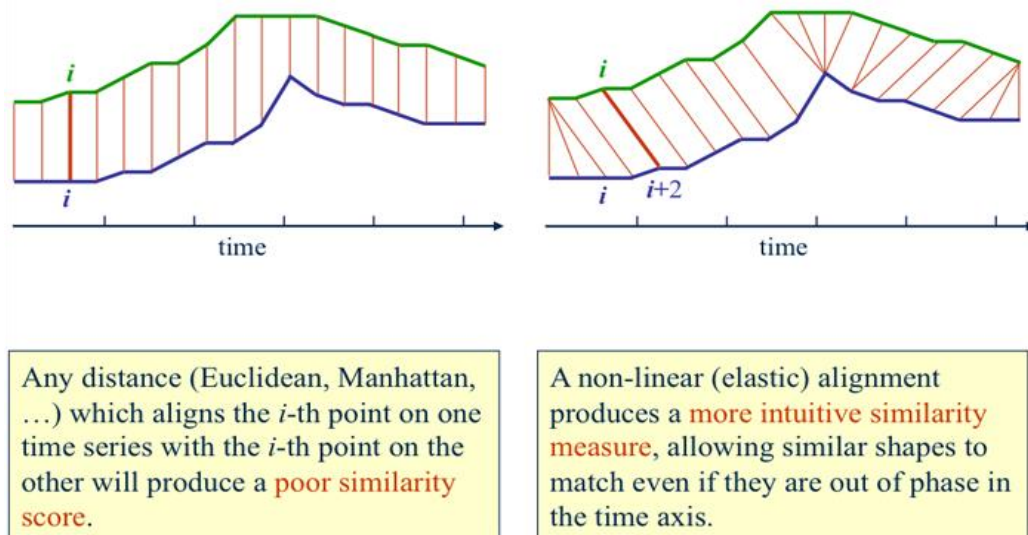 i
i
time
i
i
i+2
time
Any distance (Euclidean, Manhattan,
…) which aligns the i-th point on one
time series with the i-th point on the
other will produce a poor similarity
score.
A non-linear (elastic) alignment
produces a more intuitive similarity
measure, allowing similar shapes to
match even if they are out of phase in
the time axis.